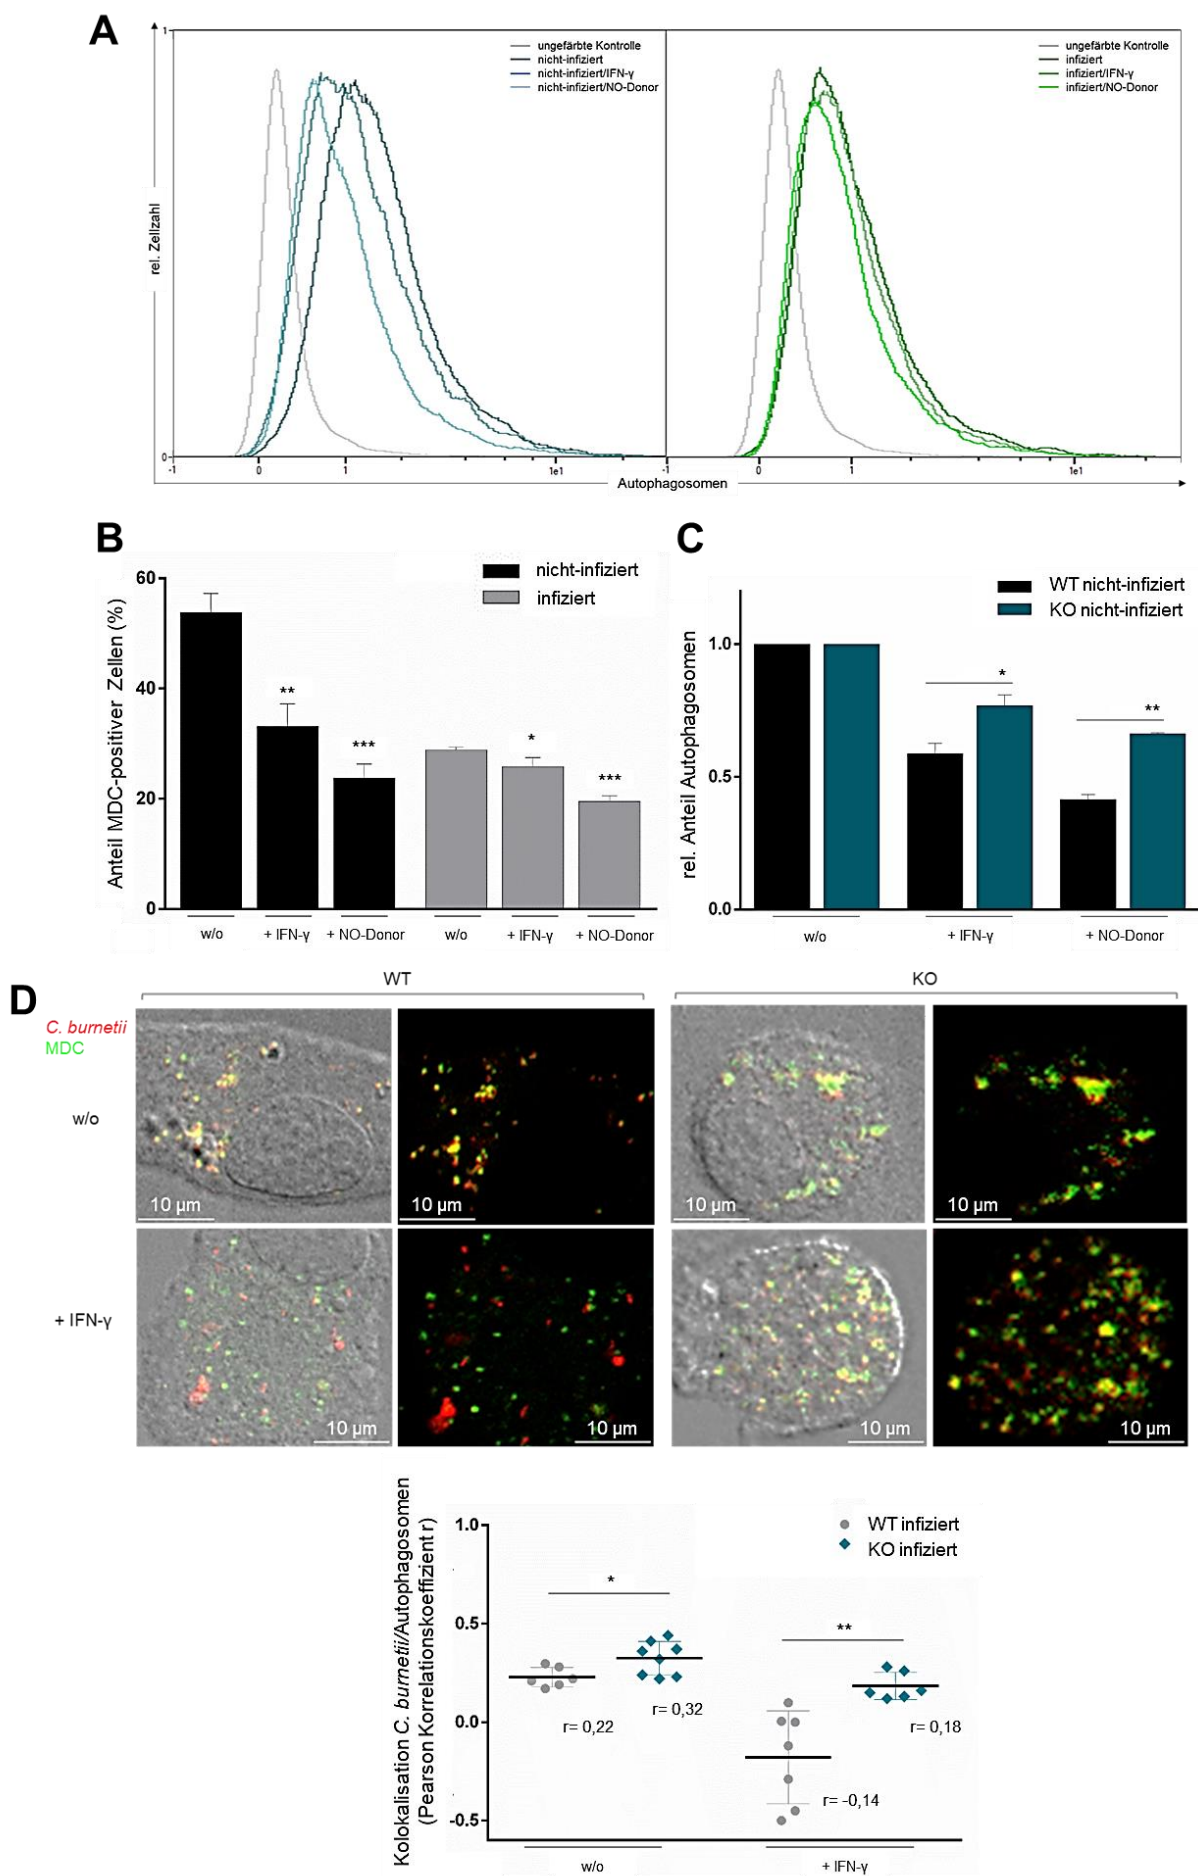 A
1
ungefärbte Kontrolle
nicht-infiziert
nicht-infiziert/IFN-γ
nicht-infiziert/NO-Donor
ungefärbte Kontrolle
infiziert
infiziert/IFN-γ
infiziert/NO-Donor
rel. Zellzahl
0
-1 0 1 1e1 -1 0 1 1e1
Autophagosomen
B
nicht-infiziert
infiziert
Anteil MDC-positiver Zellen (%)
60
40
20
0
**
***
*
***
w/o + IFN-γ + NO-Donor w/o + IFN-γ + NO-Donor
C
WT nicht-infiziert
KO nicht-infiziert
rel. Anteil Autophagosomen
1.0
0.5
0.0
*
**
w/o + IFN-γ + NO-Donor
D
WT KO
C. burnetii
MDC
w/o
10 µm 10 µm 10 µm 10 µm
+ IFN-γ
10 µm 10 µm 10 µm 10 µm
Kolokalisation C. burnetii/Autophagosomen
(Pearson Korrelationskoeffizient r)
WT infiziert
KO infiziert
1.0
0.5
0.0
-0.5
*
**
r= 0,22
r= 0,32
r= -0,14
r= 0,18
w/o + IFN-γ